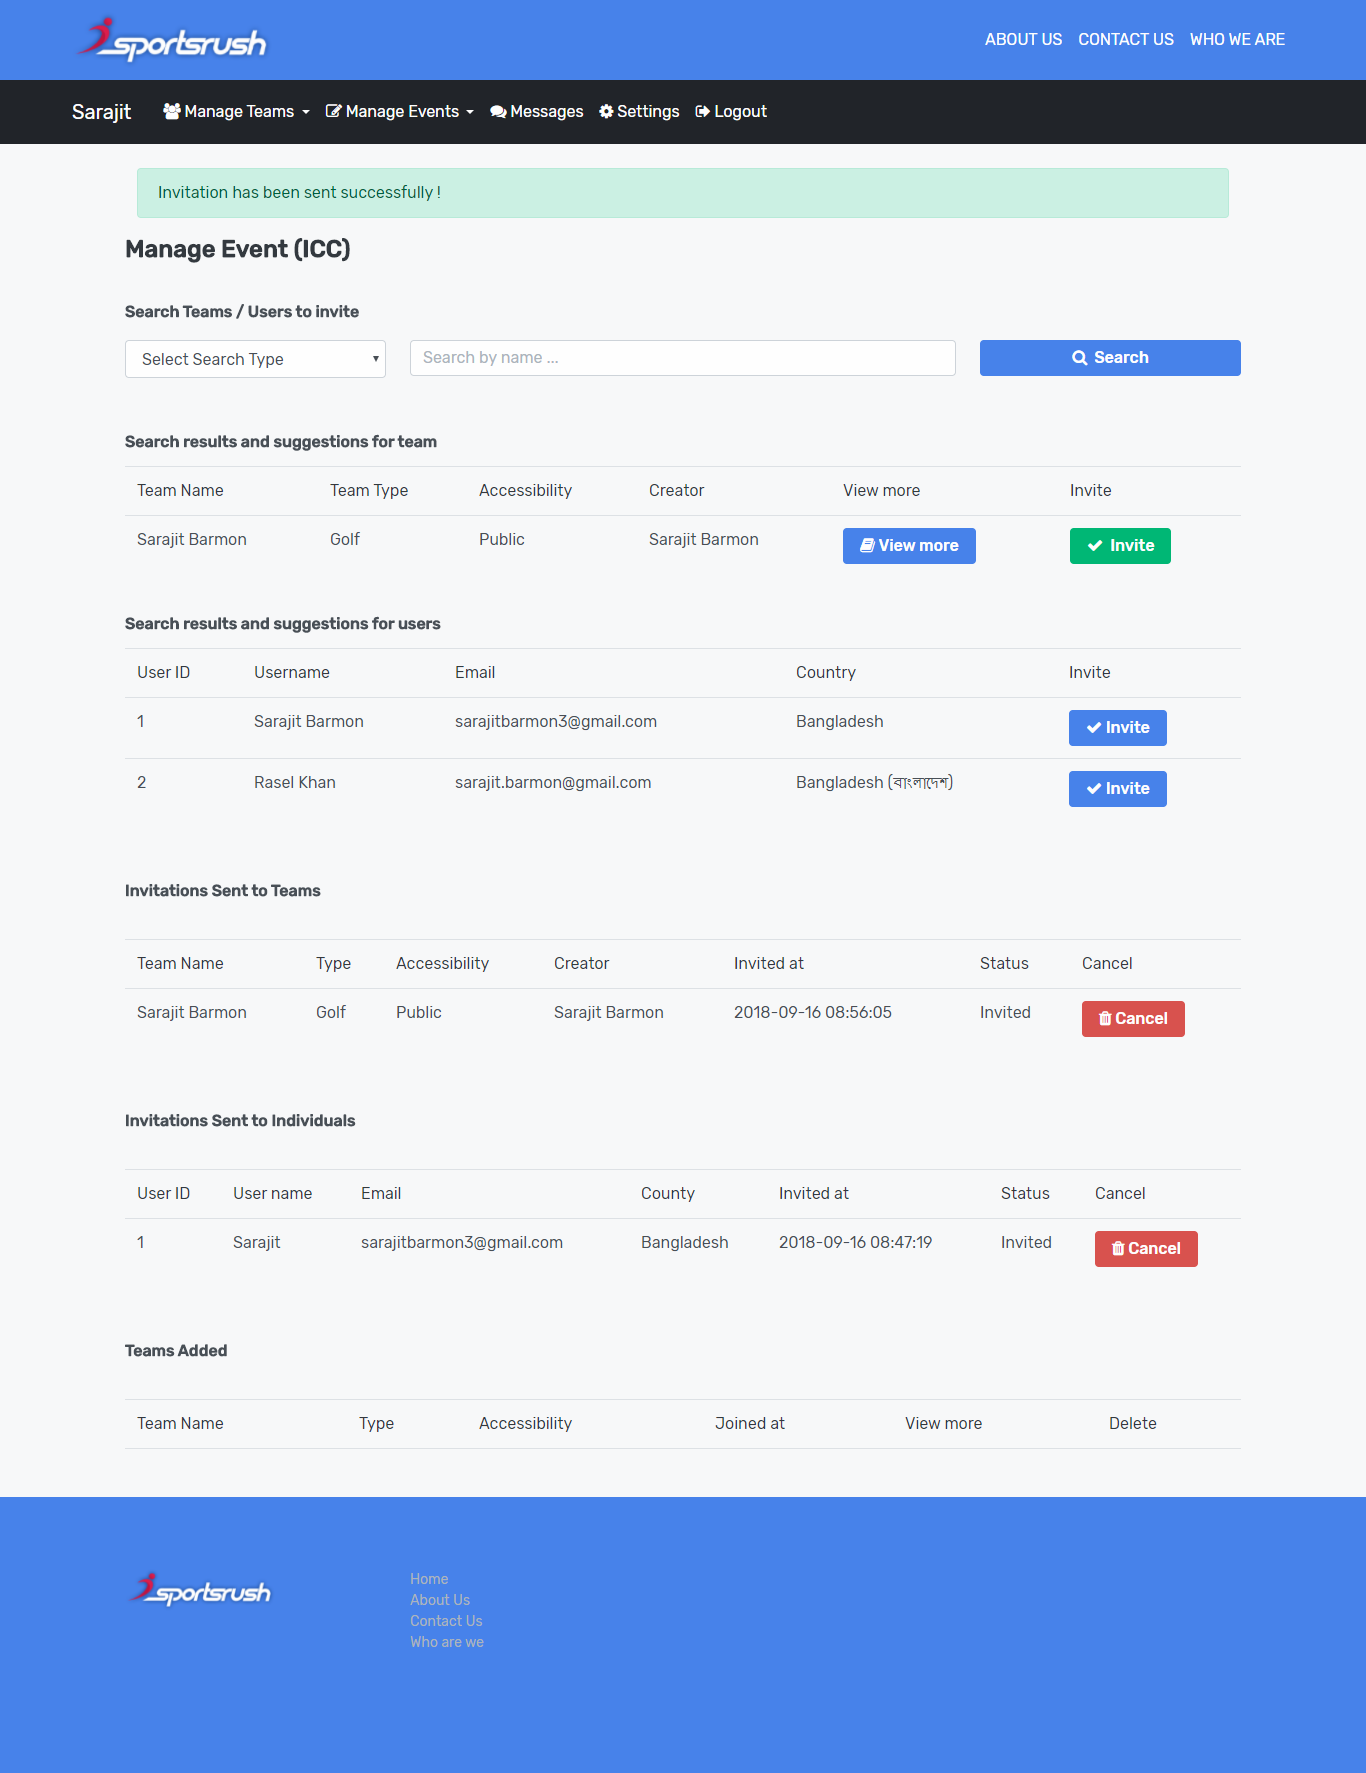 sportsrush
ABOUT US CONTACT US WHO WE ARE
Sarajit Manage Teams Manage Events Messages Settings Logout
Invitation has been sent successfully !
Manage Event (ICC)
Search Teams / Users to invite
Select Search Type Search by name ... Search
Search results and suggestions for team
Team Name Team Type Accessibility Creator View more Invite
Sarajit Barmon Golf Public Sarajit Barmon View more Invite
Search results and suggestions for users
User ID Username Email Country Invite
1 Sarajit Barmon sarajitbarmon3@gmail.com Bangladesh Invite
2 Rasel Khan sarajit.barmon@gmail.com Bangladesh (বাংলাদেশ) Invite
Invitations Sent to Teams
Team Name Type Accessibility Creator Invited at Status Cancel
Sarajit Barmon Golf Public Sarajit Barmon 2018-09-16 08:56:05 Invited Cancel
Invitations Sent to Individuals
User ID User name Email County Invited at Status Cancel
1 Sarajit sarajitbarmon3@gmail.com Bangladesh 2018-09-16 08:47:19 Invited Cancel
Teams Added
Team Name Type Accessibility Joined at View more Delete
sportsrush
Home
About Us
Contact Us
Who are we